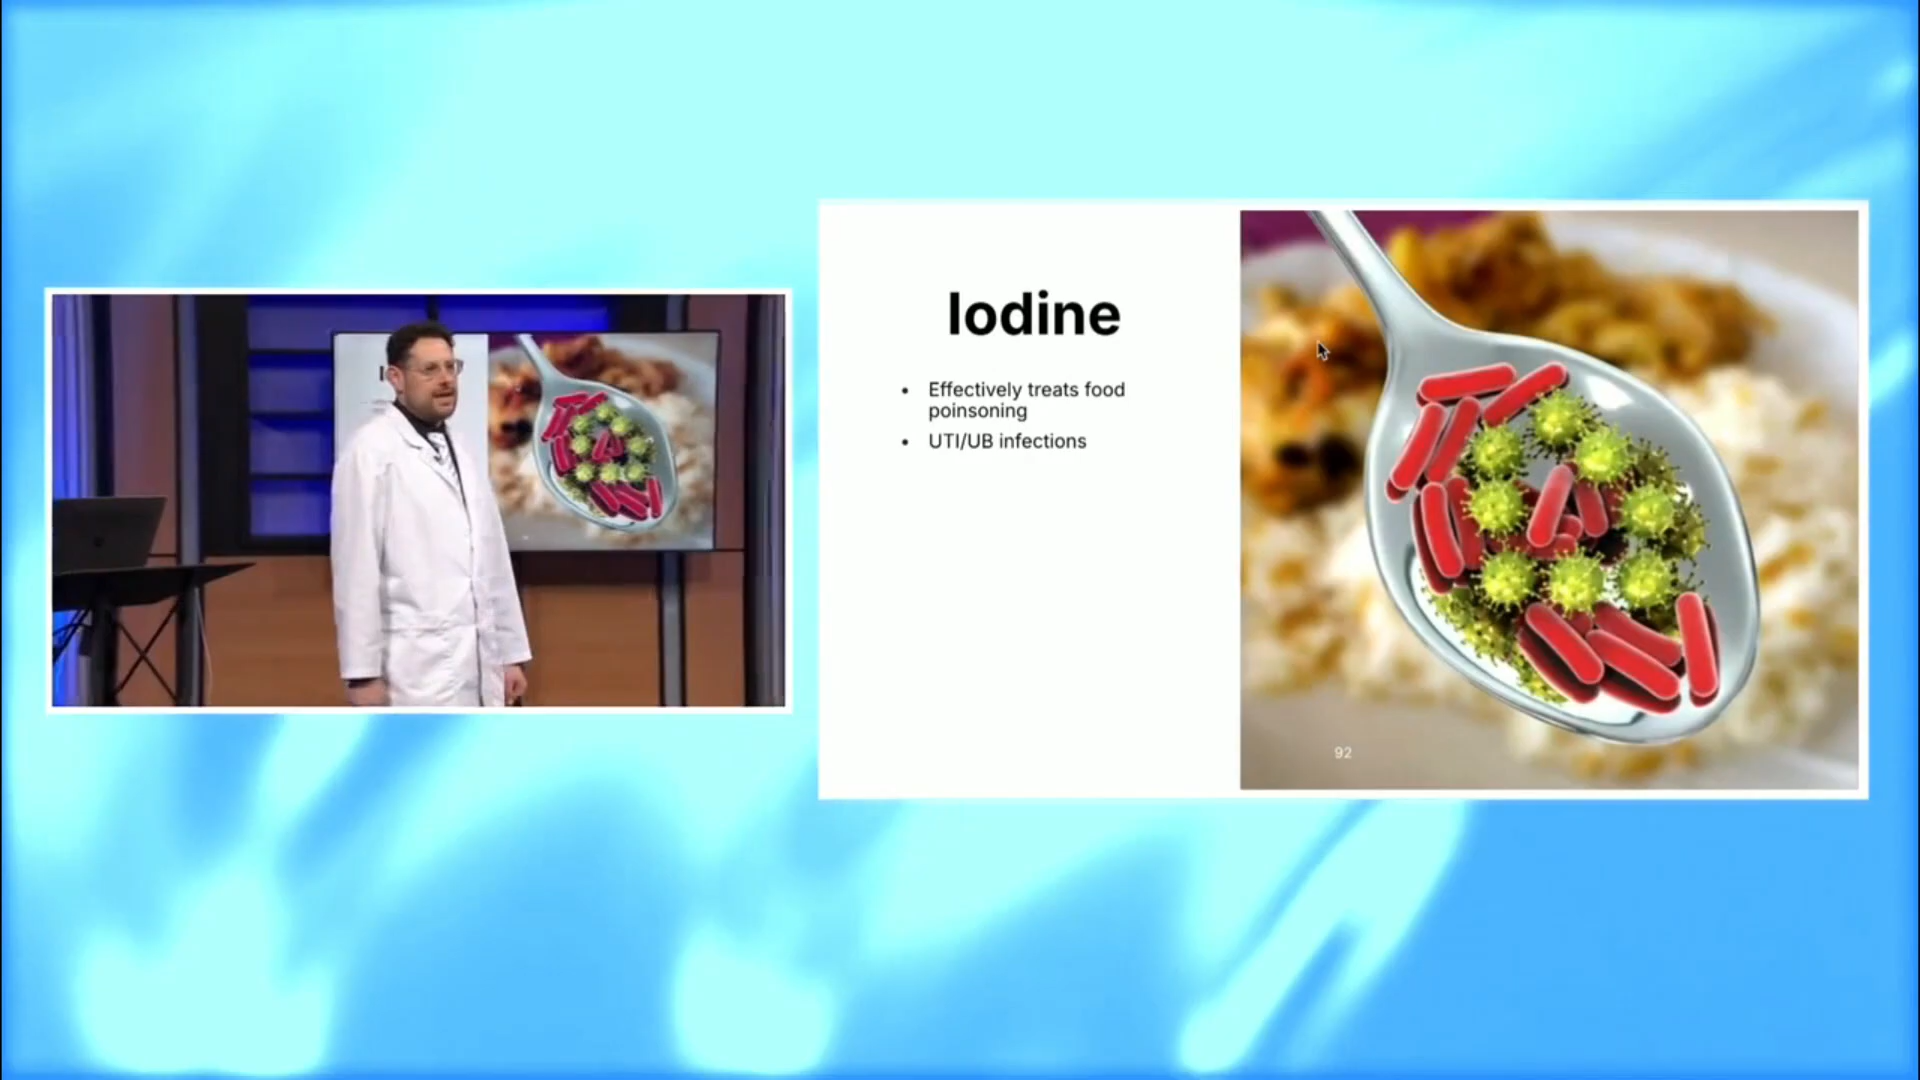 Iodine
• Effectively treats food
poinsoning
• UTI/UB infections
92